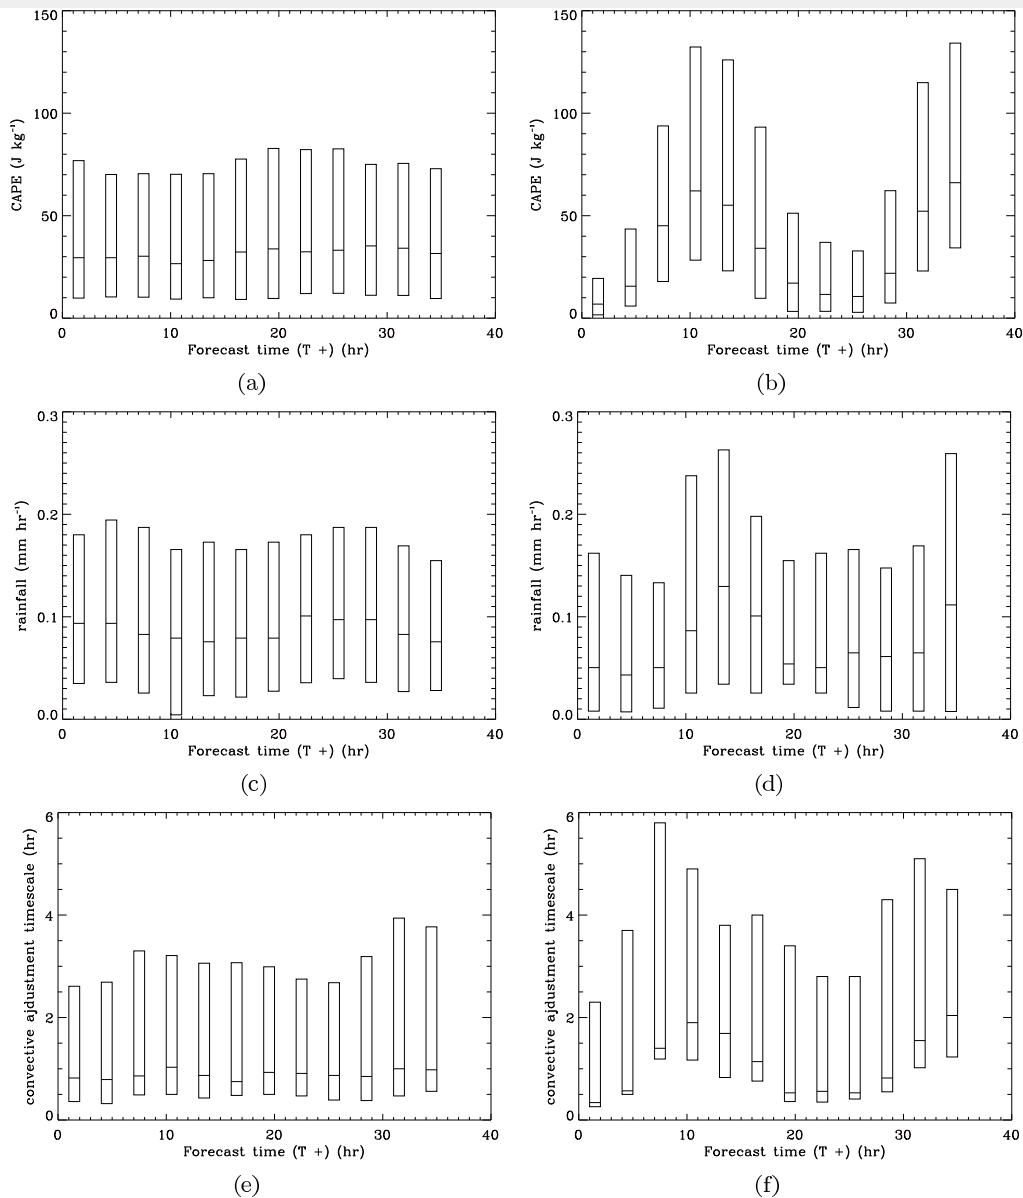 150
100
50
0
CAPE (J kg⁻¹)
0 10 20 30 40
Forecast time (T +) (hr)
(a)
150
100
50
0
CAPE (J kg⁻¹)
0 10 20 30 40
Forecast time (T +) (hr)
(b)
0.3
0.2
0.1
0.0
rainfall (mm hr⁻¹)
0 10 20 30 40
Forecast time (T +) (hr)
(c)
0.3
0.2
0.1
0.0
rainfall (mm hr⁻¹)
0 10 20 30 40
Forecast time (T +) (hr)
(d)
6
4
2
0
convective ajdustment timescale (hr)
0 10 20 30 40
Forecast time (T +) (hr)
(e)
6
4
2
0
convective ajdustment timescale (hr)
0 10 20 30 40
Forecast time (T +) (hr)
(f)